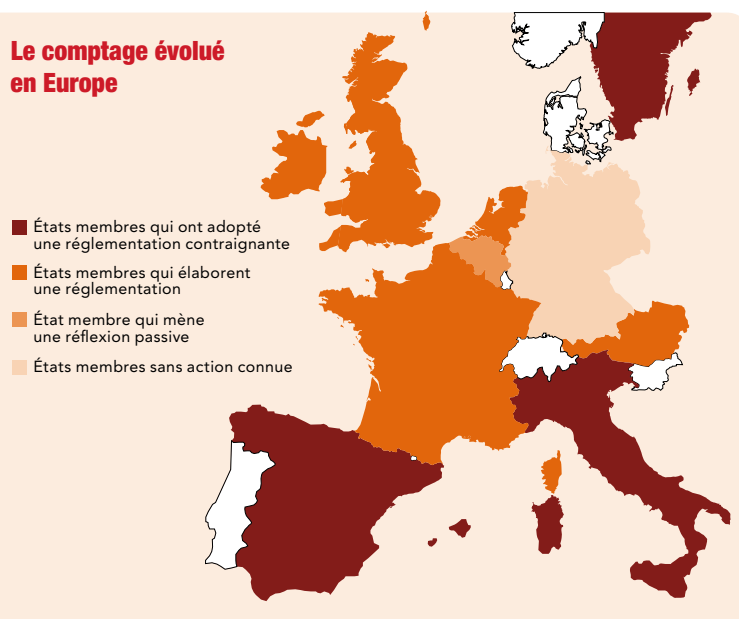 Le comptage évolué
en Europe
États membres qui ont adopté
une réglementation contraignante
États membres qui élaborent
une réglementation
État membre qui mène
une réflexion passive
États membres sans action connue